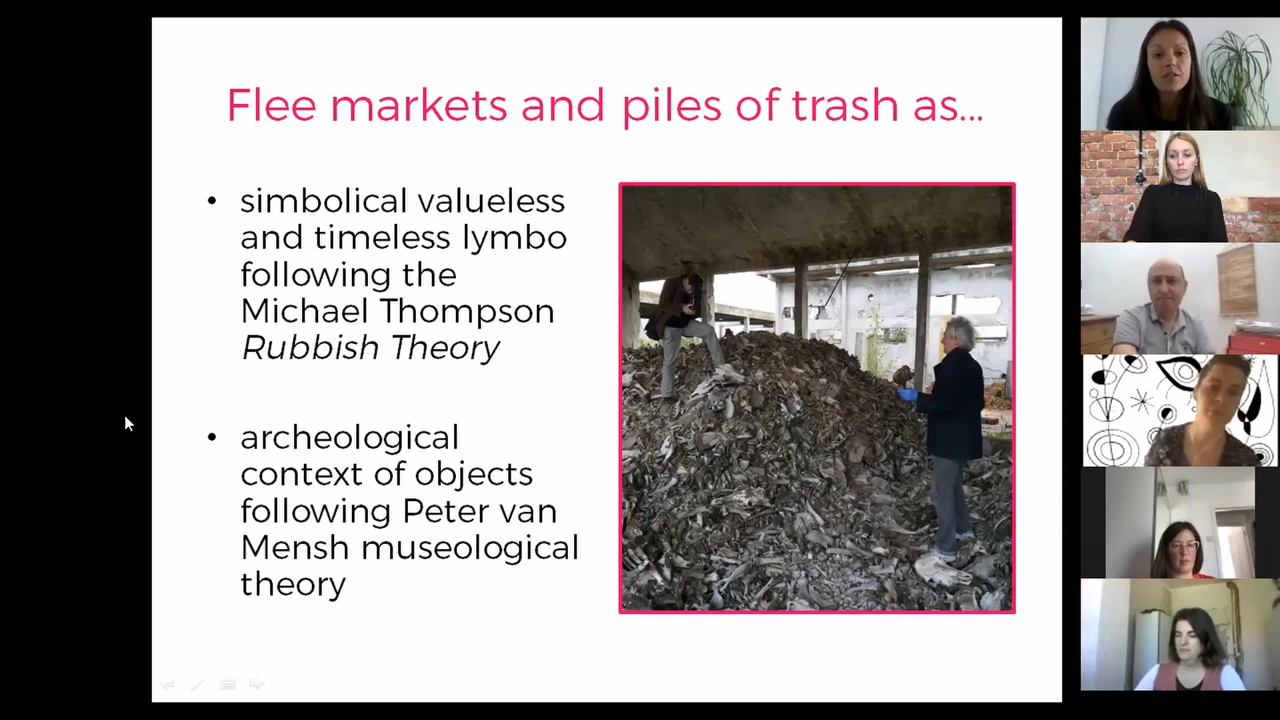 Flee markets and piles of trash as...
• simbolical valueless
and timeless lymbo
following the
Michael Thompson
Rubbish Theory
• archeological
context of objects
following Peter van
Mensh museological
theory